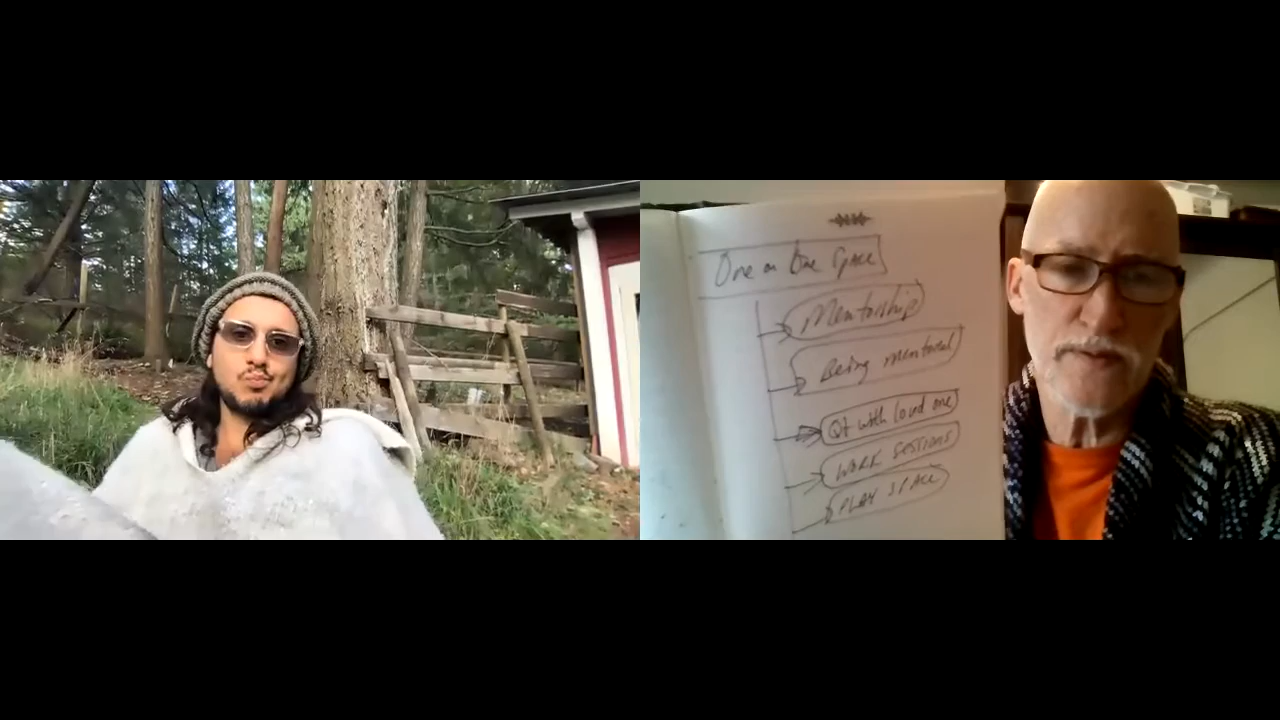 One on One Space
Mentorship
Being mentored
QT with loved one
WORK SESSIONS
PLAY SPACE